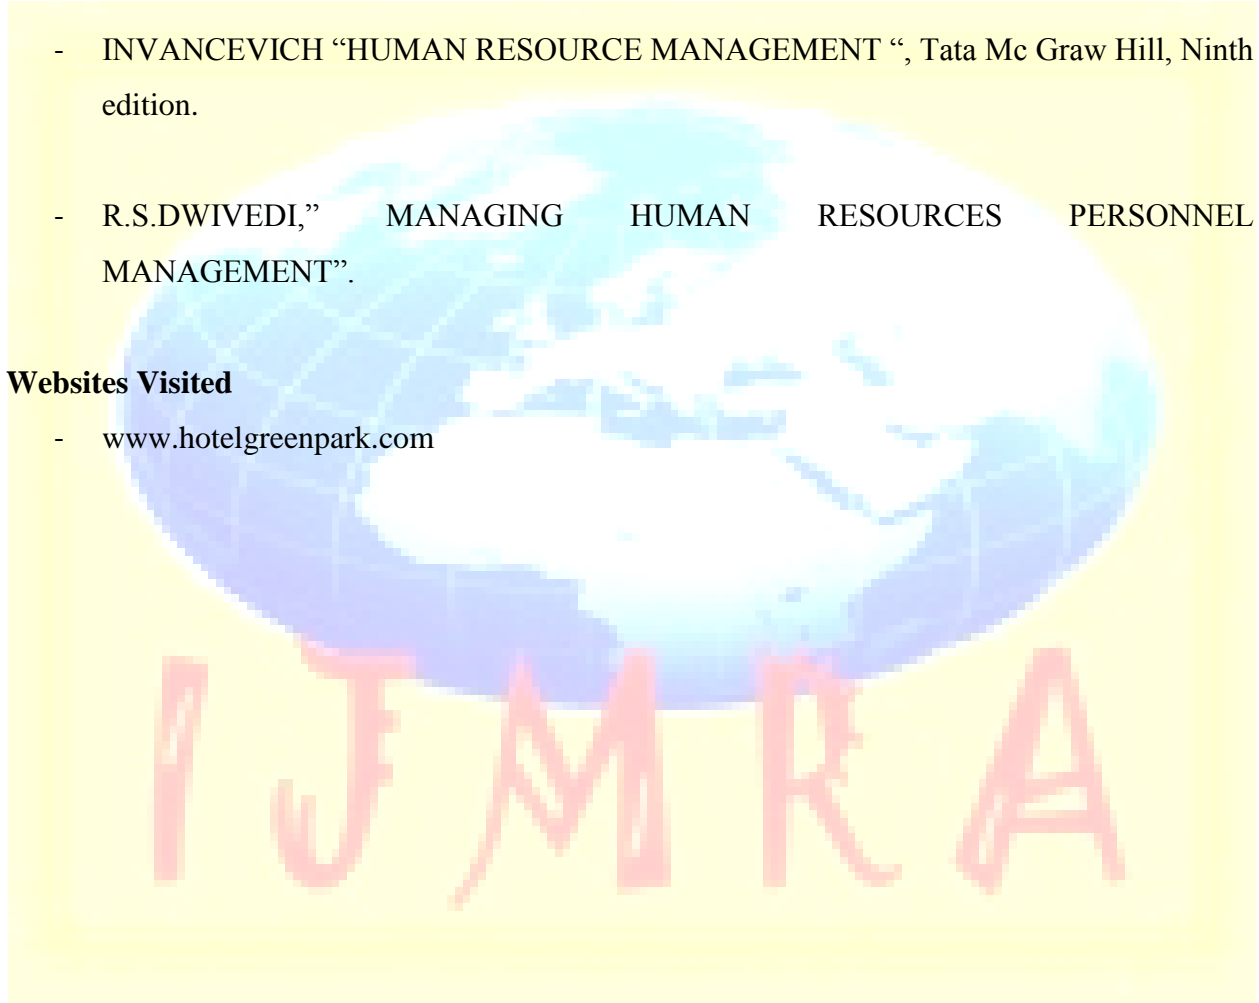 - INVANCEVICH “HUMAN RESOURCE MANAGEMENT “, Tata Mc Graw Hill, Ninth
edition.
- R.S.DWIVEDI,” MANAGING HUMAN RESOURCES PERSONNEL
MANAGEMENT”.
Websites Visited
- www.hotelgreenpark.com
IJMRA